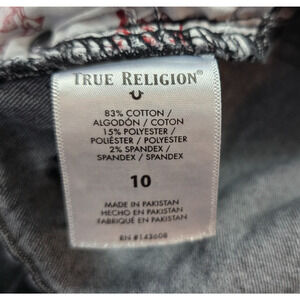 TRUE RELIGION®
83% COTTON /
ALGODÓN / COTON
15% POLYESTER /
POLIÉSTER / POLYESTER
2% SPANDEX /
SPANDEX / SPANDEX
10
MADE IN PAKISTAN
HECHO EN PAKISTAN
FABRIQUÉ EN PAKISTAN
RN #143608